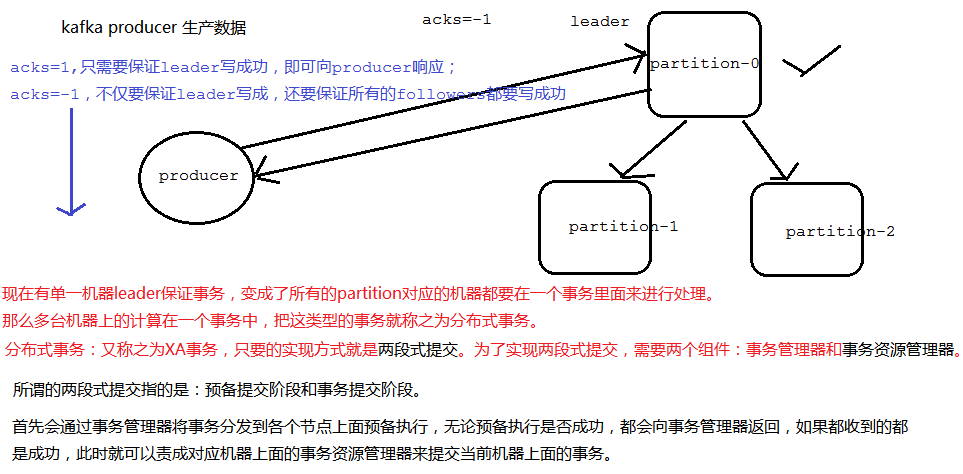 kafka producer 生产数据
acks=-1
leader
acks=1,只需要保证leader写成功，即可向producer响应；
acks=-1，不仅要保证leader写成，还要保证所有的followers都要写成功
partition-0
producer
partition-1
partition-2
现在有单一机器leader保证事务，变成了所有的partition对应的机器都要在一个事务里面来进行处理。
那么多台机器上的计算在一个事务中，把这类型的事务就称之为分布式事务。
分布式事务：又称之为XA事务，只要的实现方式就是两段式提交。为了实现两段式提交，需要两个组件：事务管理器和事务资源管理器。
所谓的两段式提交指的是：预备提交阶段和事务提交阶段。
首先会通过事务管理器将事务分发到各个节点上面预备执行，无论预备执行是否成功，都会向事务管理器返回，如果都收到的都
是成功，此时就可以责成对应机器上面的事务资源管理器来提交当前机器上面的事务。